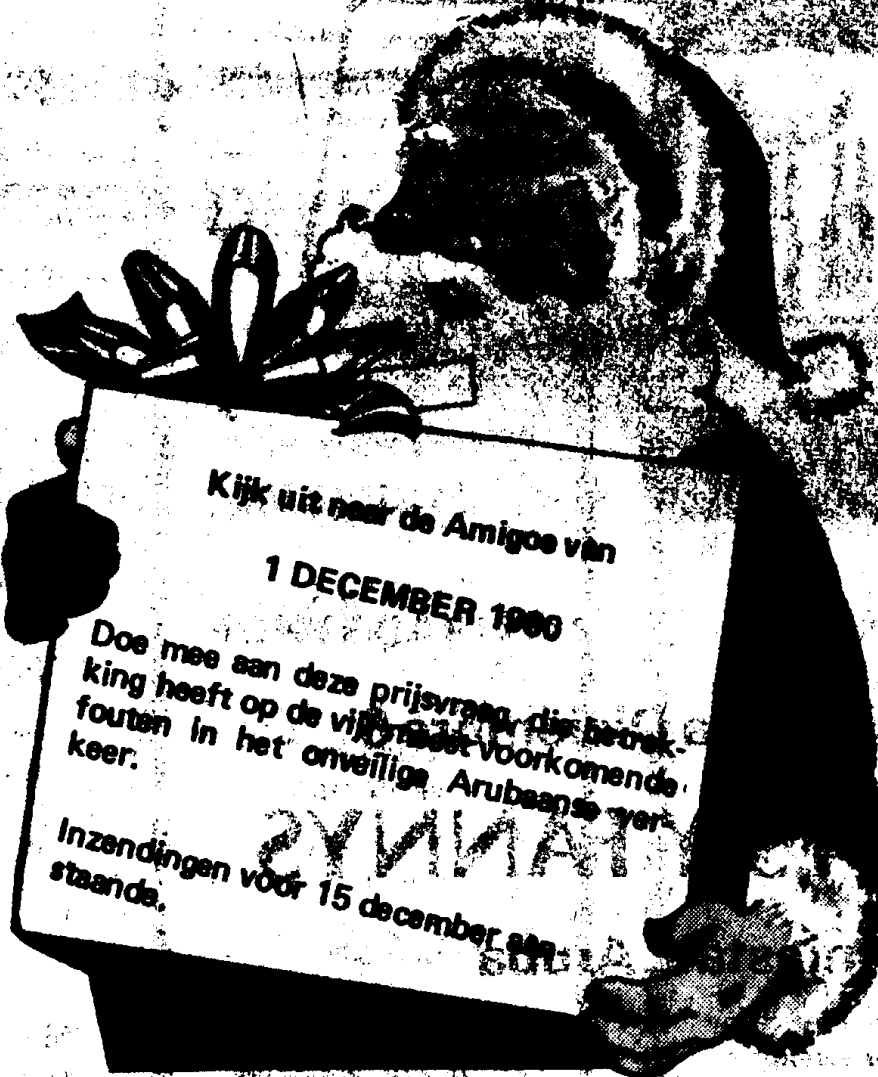 Kijk uit naar de Amigoe van
1 DECEMBER 1980
Doe mee aan deze prijsvraag, die betrek-
king heeft op de vijf meest voorkomende
fouten in het onveilige Arubaanse ver-
keer.
Inzendingen vóór 15 december aan-
staande.